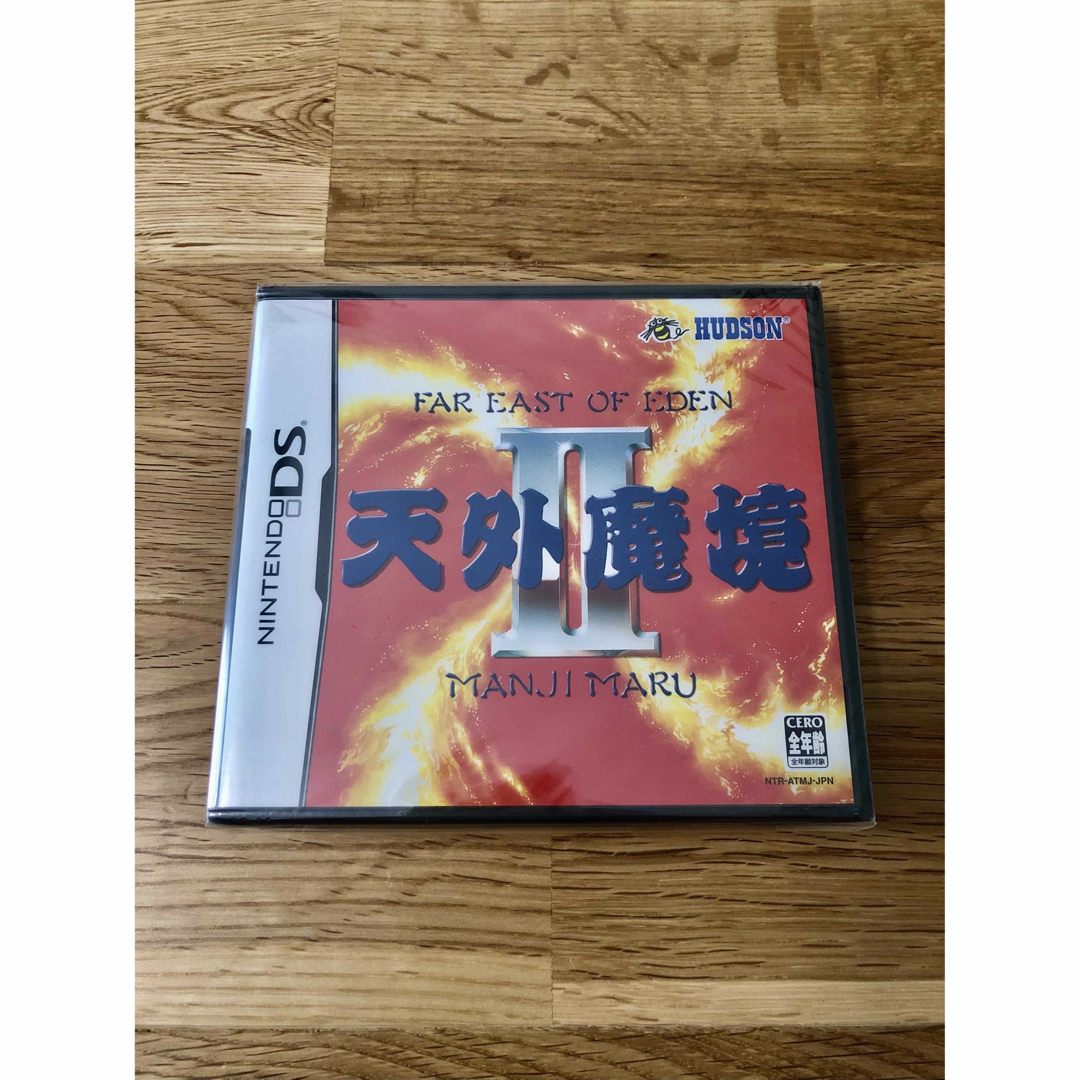 NINTENDO DS®
HUDSON®
FAR EAST OF EDEN
II
天外魔境
MANJI MARU
CERO
全年齢
全年齢対象
NTR-ATMJ-JPN